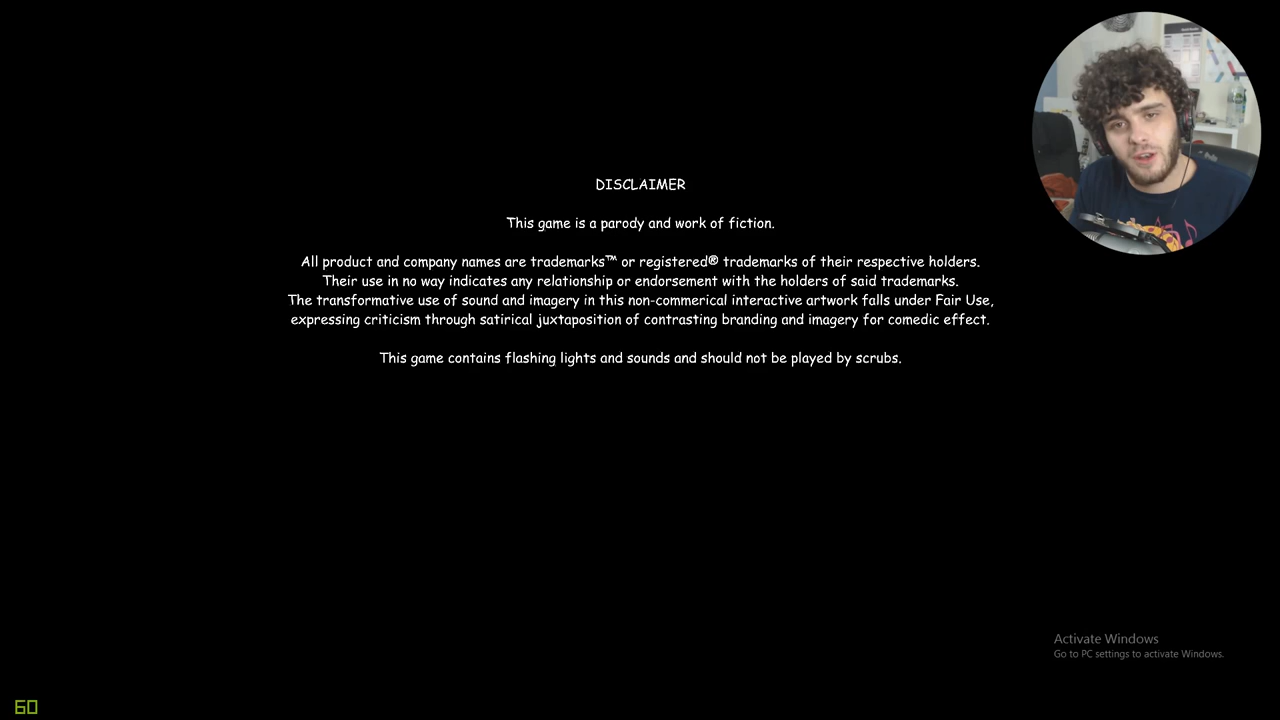 DISCLAIMER
This game is a parody and work of fiction.
All product and company names are trademarks™ or registered® trademarks of their respective holders.
Their use in no way indicates any relationship or endorsement with the holders of said trademarks.
The transformative use of sound and imagery in this non-commerical interactive artwork falls under Fair Use,
expressing criticism through satirical juxtaposition of contrasting branding and imagery for comedic effect.
This game contains flashing lights and sounds and should not be played by scrubs.
Activate Windows
Go to PC settings to activate Windows.
60